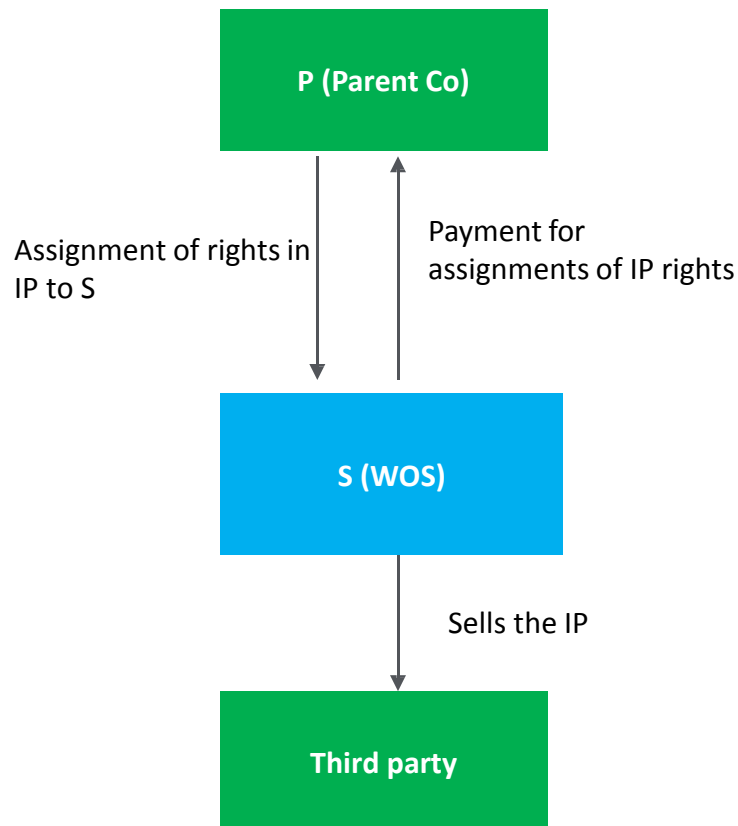 P (Parent Co)
Assignment of rights in
IP to S
Payment for
assignments of IP rights
S (WOS)
Sells the IP
Third party